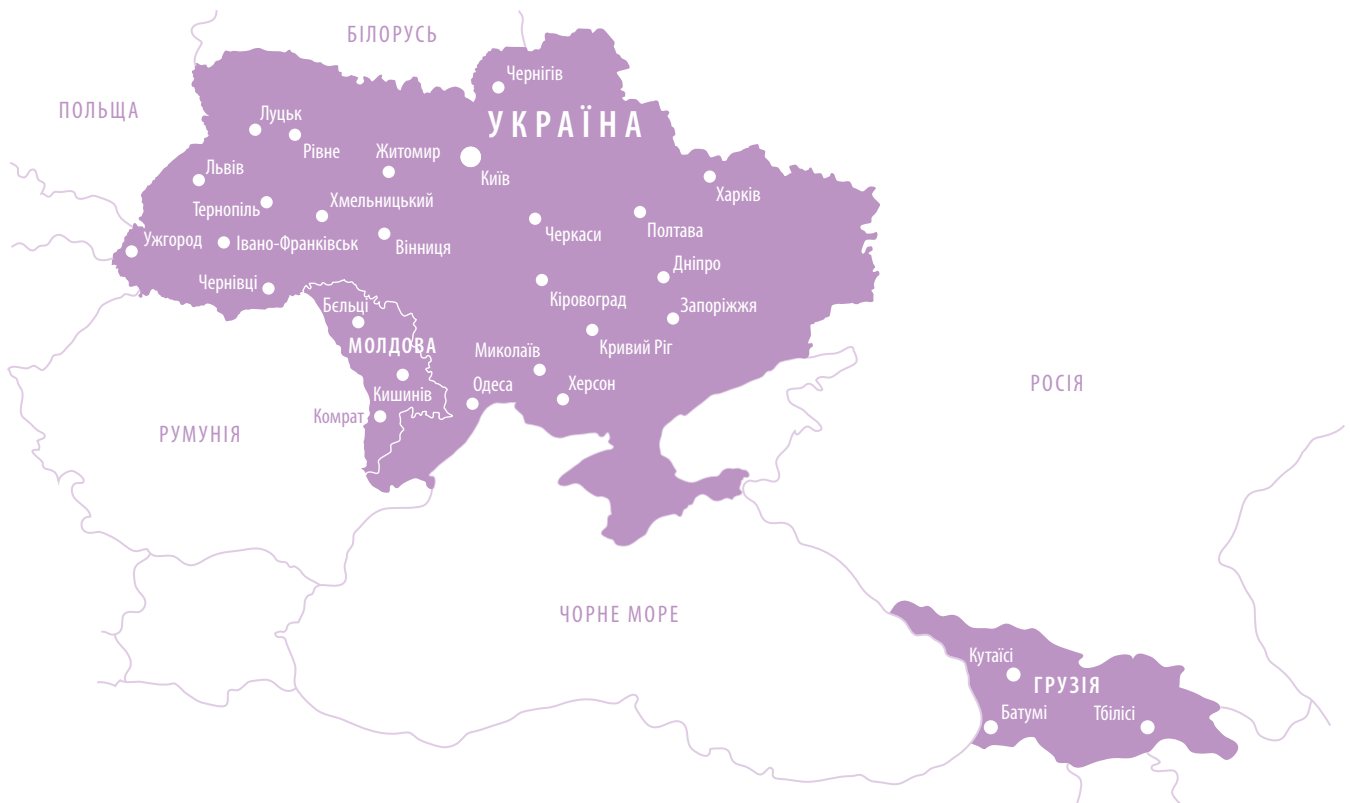 БІЛОРУСЬ
Чернігів
ПОЛЬЩА
Луцьк
УКРАЇНА
Рівне
Житомир
Львів
Київ
Харків
Тернопіль
Хмельницький
Черкаси
Полтава
Ужгород
Івано-Франківськ
Вінниця
Дніпро
Чернівці
Кіровоград
Запоріжжя
Бєльці
МОЛДОВА
Миколаїв
Кривий Ріг
Кишинів
Одеса
Херсон
РОСІЯ
Комрат
РУМУНІЯ
ЧОРНЕ МОРЕ
Кутаїсі
ГРУЗІЯ
Батумі
Тбілісі